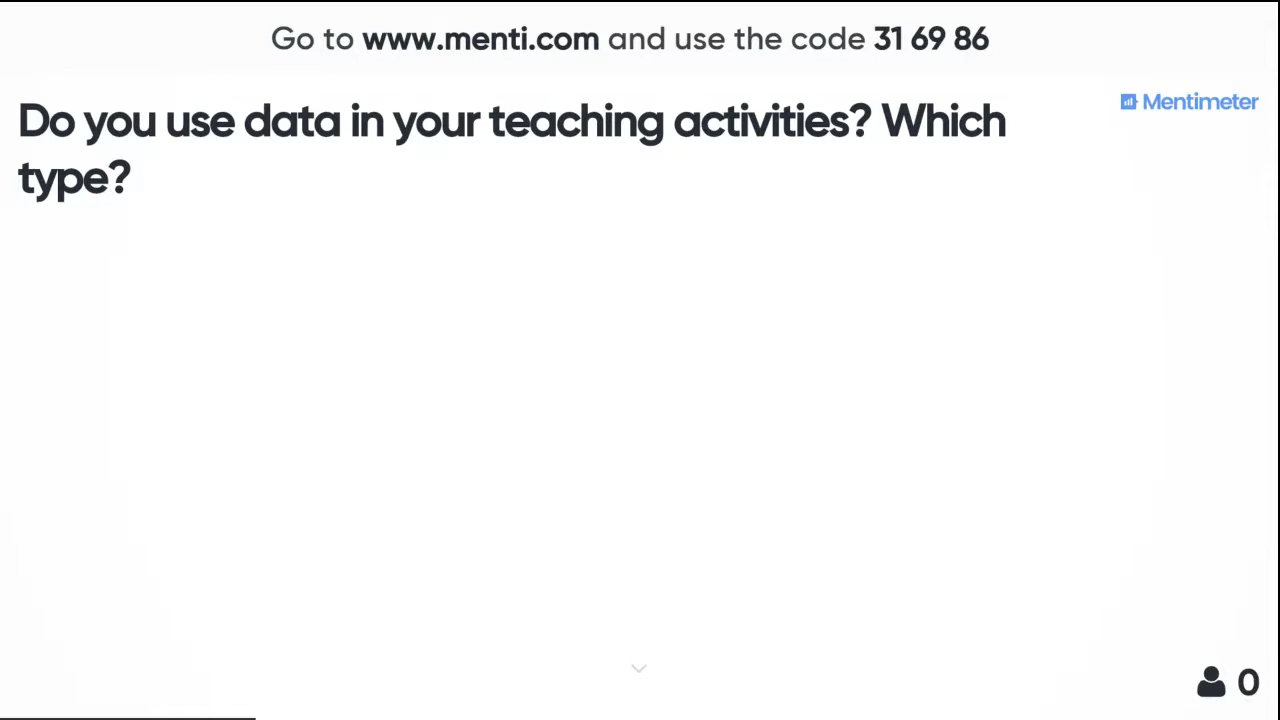 Go to www.menti.com and use the code 31 69 86
Mentimeter
Do you use data in your teaching activities? Which
type?
0